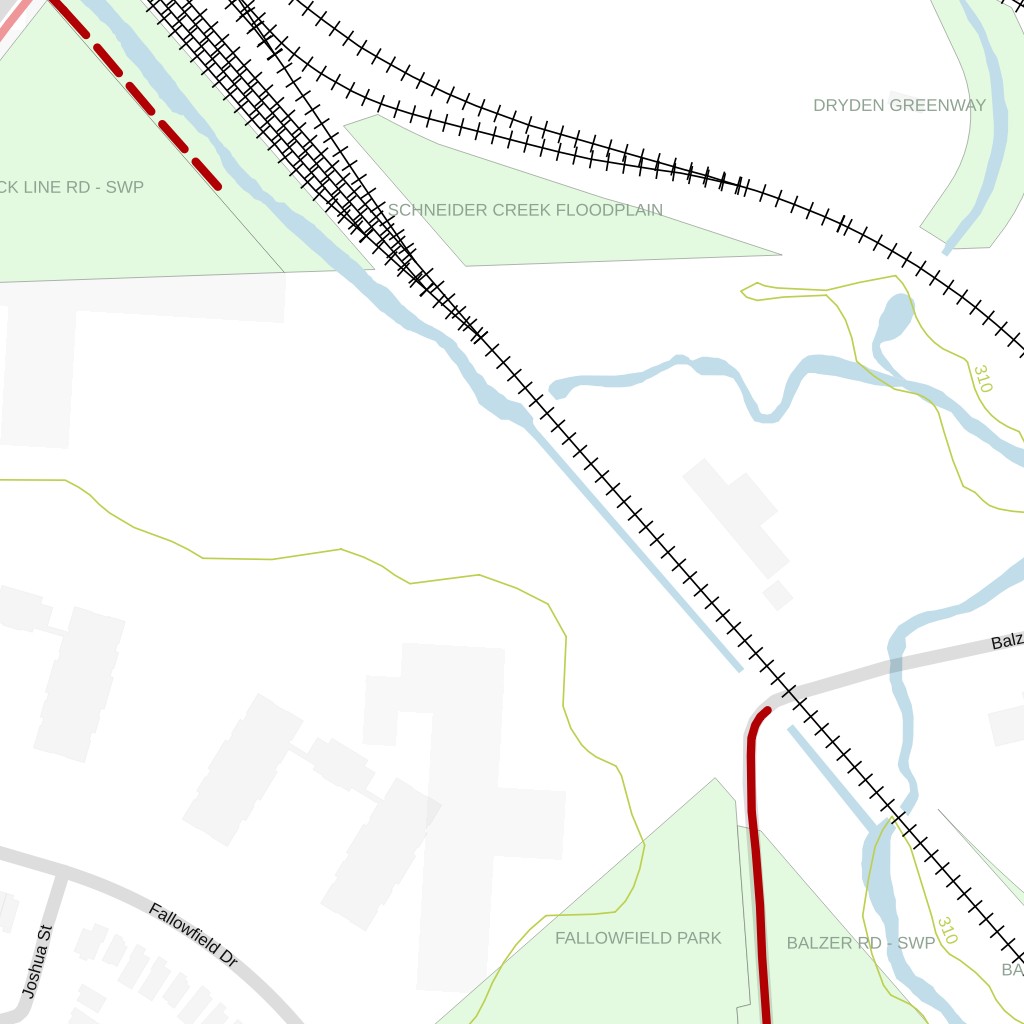 DRYDEN GREENWAY
CK LINE RD - SWP
SCHNEIDER CREEK FLOODPLAIN
310
Balz
Fallowfield Dr
Joshua St
FALLOWFIELD PARK
BALZER RD - SWP
310
BA